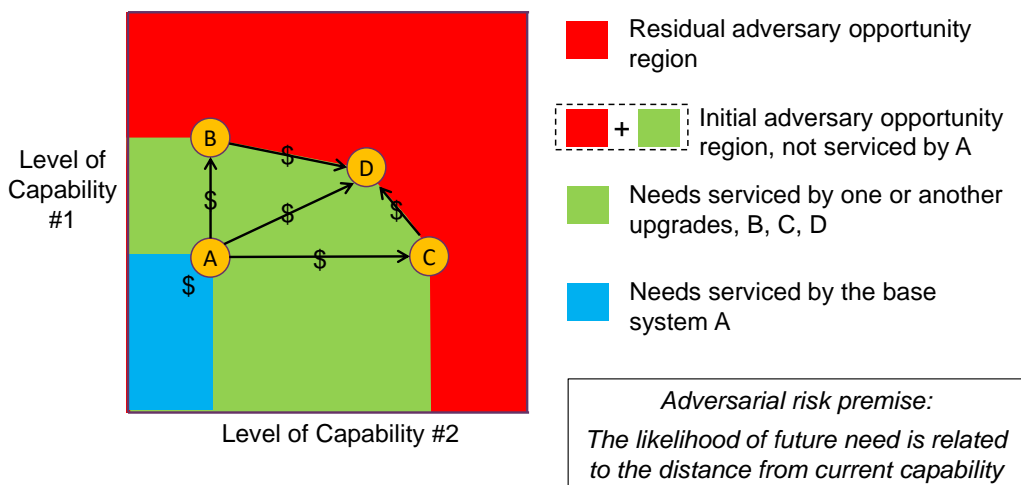 Level of
Capability
#1
B
D
A
C
$
$
$
$
$
$
Level of Capability #2
Residual adversary opportunity
region
+
Initial adversary opportunity
region, not serviced by A
Needs serviced by one or another
upgrades, B, C, D
Needs serviced by the base
system A
Adversarial risk premise:
The likelihood of future need is related
to the distance from current capability